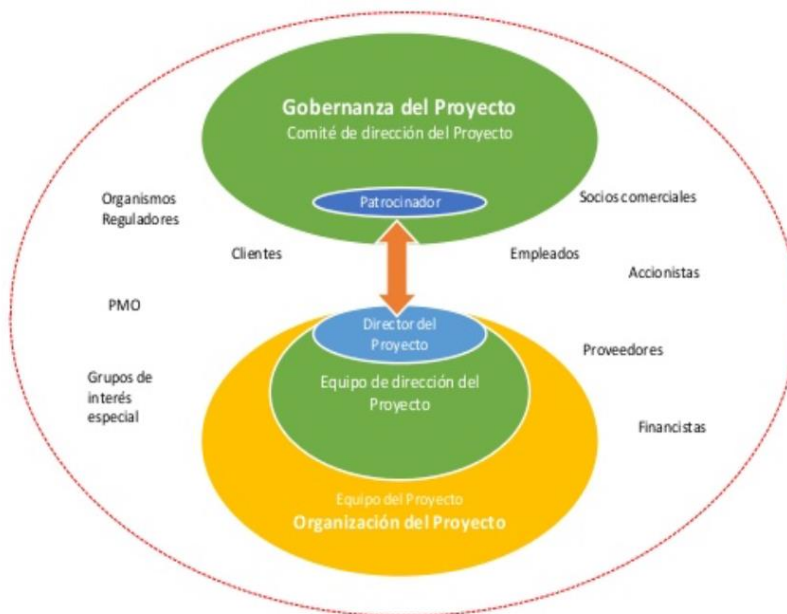 Gobernanza del Proyecto
Comité de dirección del Proyecto
Patrocinador
Organismos
Reguladores
Socios comerciales
Clientes
Empleados
Accionistas
PMO
Director del
Proyecto
Proveedores
Equipo de dirección del
Proyecto
Grupos de
interés
especial
Financistas
Equipo del Proyecto
Organización del Proyecto